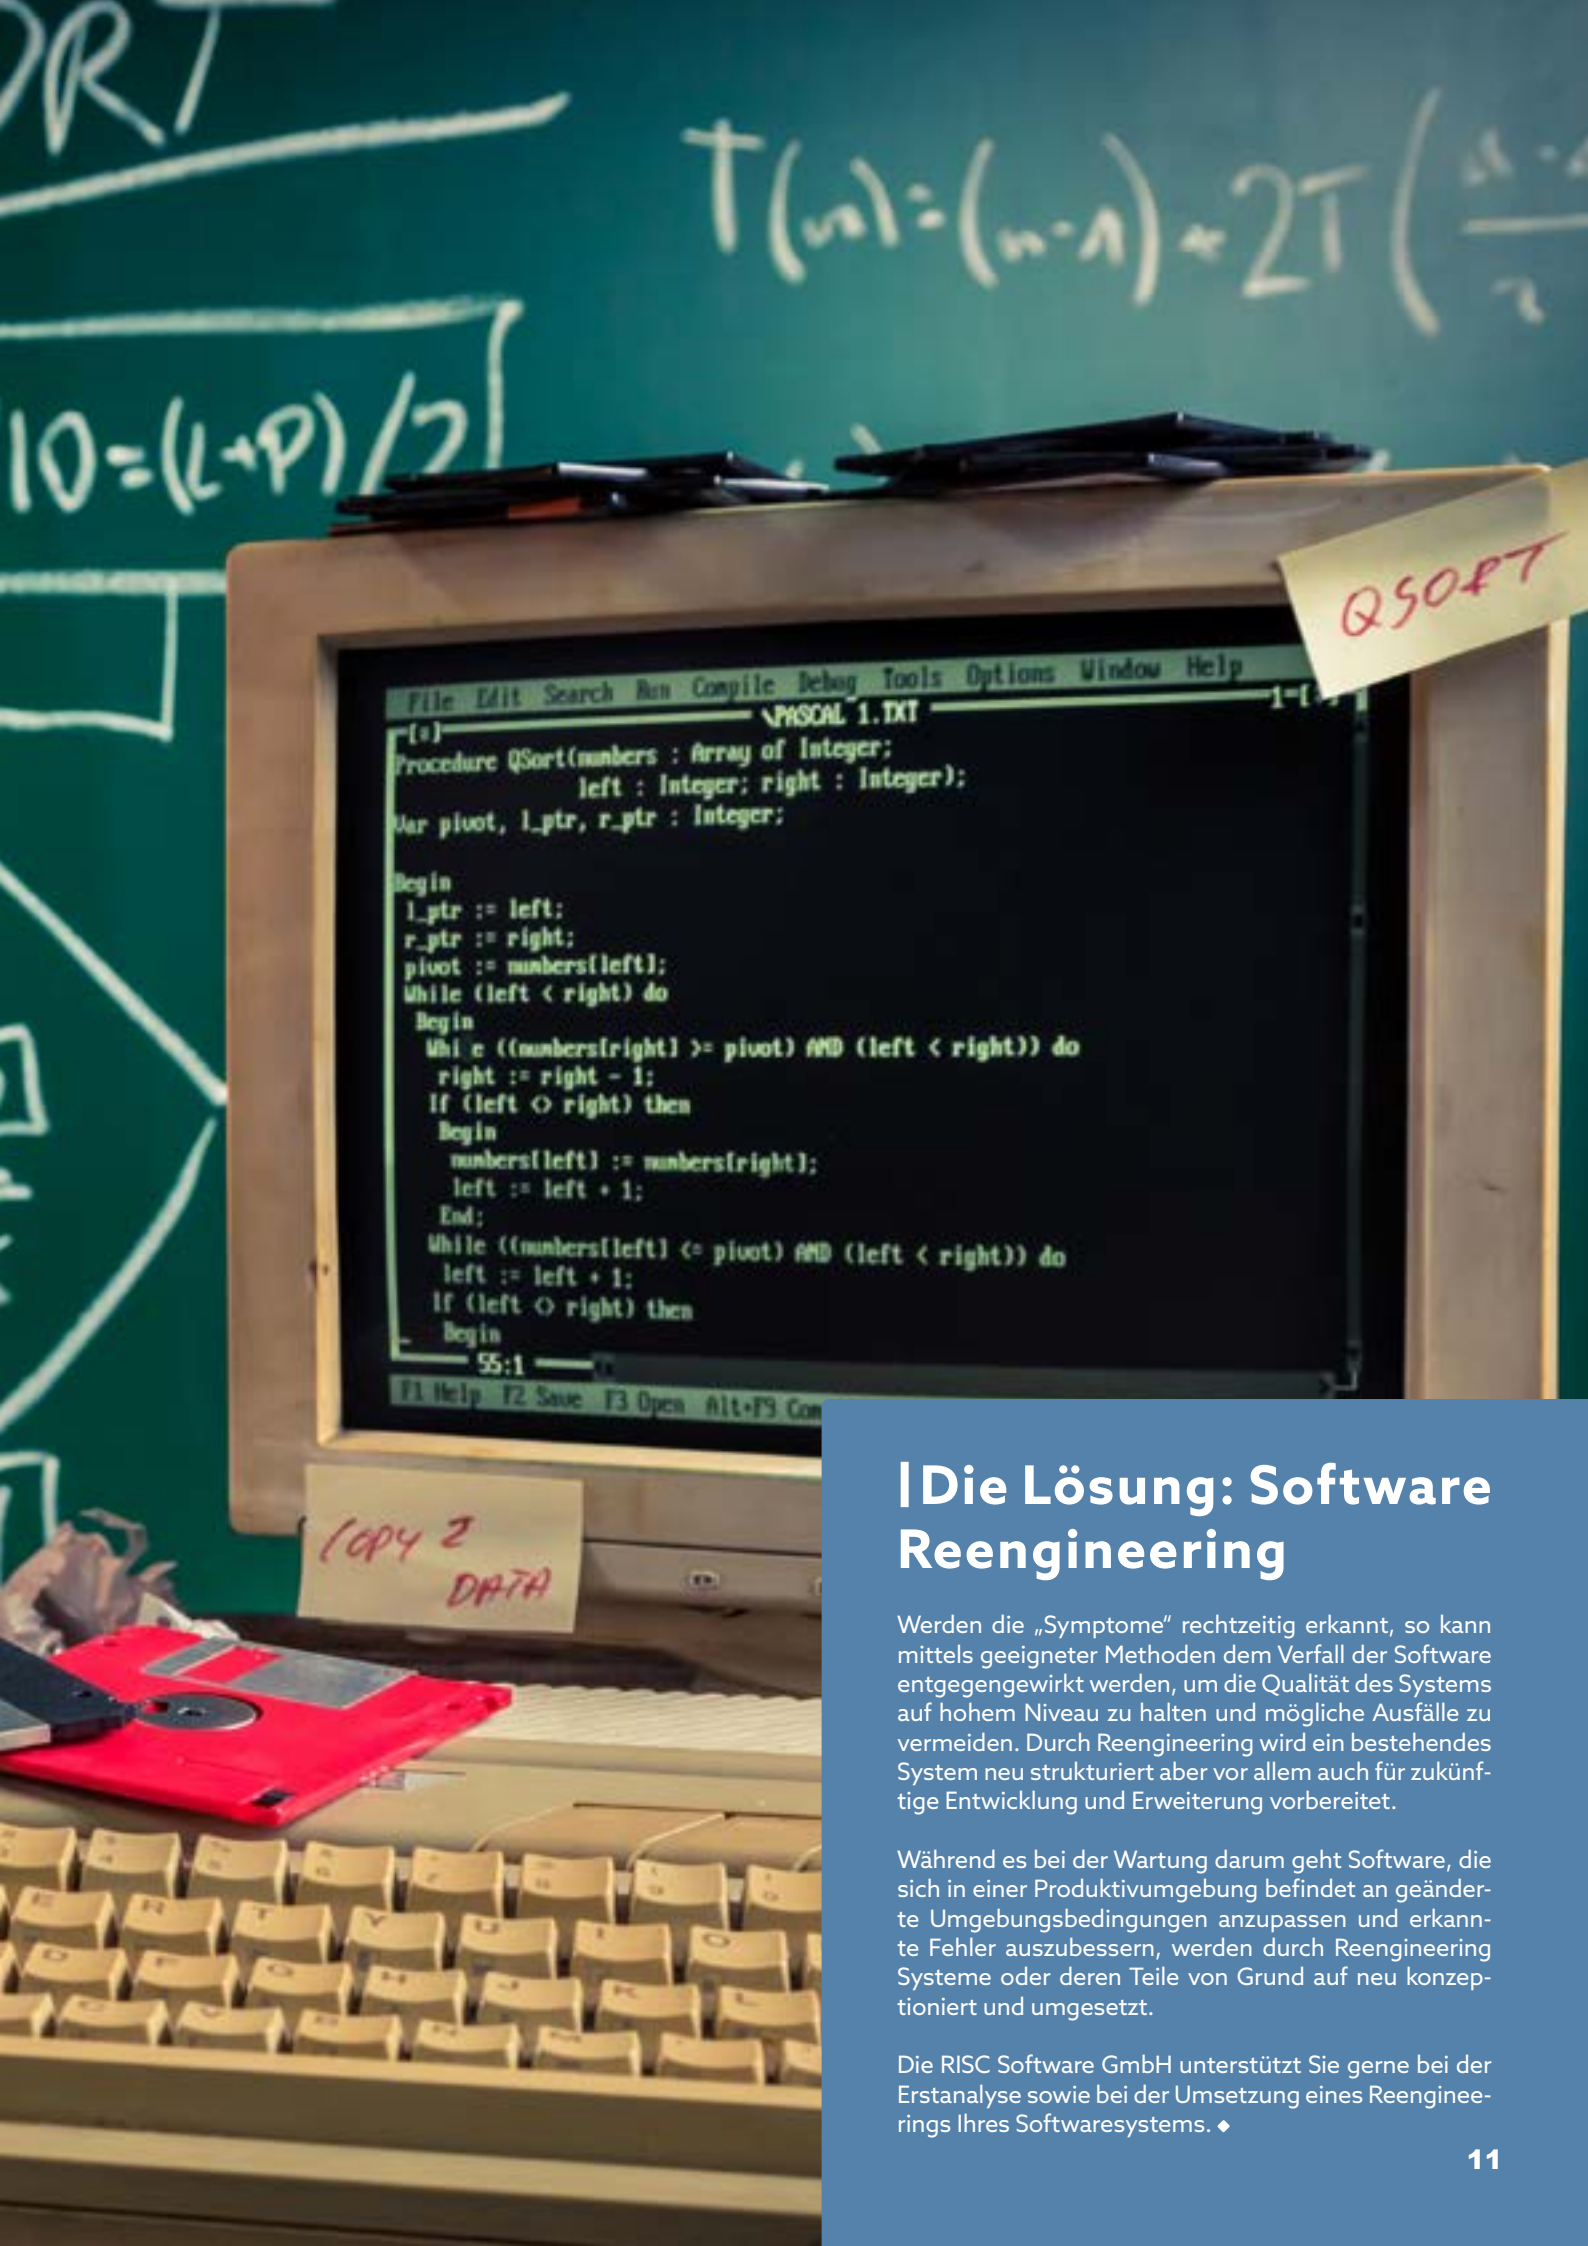 ORT
T(n)=(n-1)+2T(
10=(L+P)/2
QSORT
File Edit Search Run Compile Debug Tools Options Window Help
\PASCAL 1.TXT
Procedure QSort(numbers : Array of Integer;
left : Integer; right : Integer);
Var pivot, l_ptr, r_ptr : Integer;
Begin
l_ptr := left;
r_ptr := right;
pivot := numbers[left];
While (left < right) do
Begin
Whi e ((numbers[right] >= pivot) AND (left < right)) do
right := right - 1;
If (left <> right) then
Begin
numbers[left] := numbers[right];
left := left + 1;
End;
While ((numbers[left] <= pivot) AND (left < right)) do
left := left + 1;
If (left <> right) then
Begin
55:1
F1 Help F2 Save F3 Open Alt+F9 Com
COPY 2
DATA
|Die Lösung: Software
Reengineering
Werden die „Symptome“ rechtzeitig erkannt, so kann
mittels geeigneter Methoden dem Verfall der Software
entgegengewirkt werden, um die Qualität des Systems
auf hohem Niveau zu halten und mögliche Ausfälle zu
vermeiden. Durch Reengineering wird ein bestehendes
System neu strukturiert aber vor allem auch für zukünf-
tige Entwicklung und Erweiterung vorbereitet.
Während es bei der Wartung darum geht Software, die
sich in einer Produktivumgebung befindet an geänder-
te Umgebungsbedingungen anzupassen und erkann-
te Fehler auszubessern, werden durch Reengineering
Systeme oder deren Teile von Grund auf neu konzep-
tioniert und umgesetzt.
Die RISC Software GmbH unterstützt Sie gerne bei der
Erstanalyse sowie bei der Umsetzung eines Reenginee-
rings Ihres Softwaresystems. ◆
11